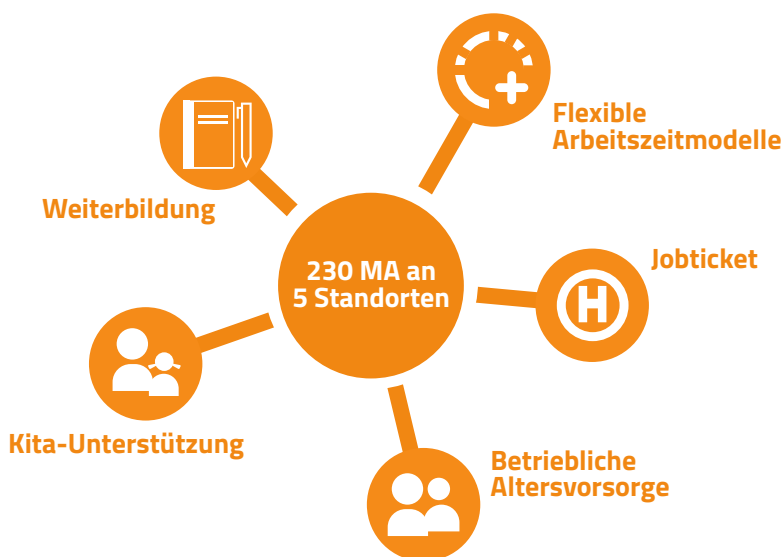 Flexible
Arbeitszeitmodelle
Weiterbildung
230 MA an
5 Standorten
Jobticket
H
Kita-Unterstützung
Betriebliche
Altersvorsorge